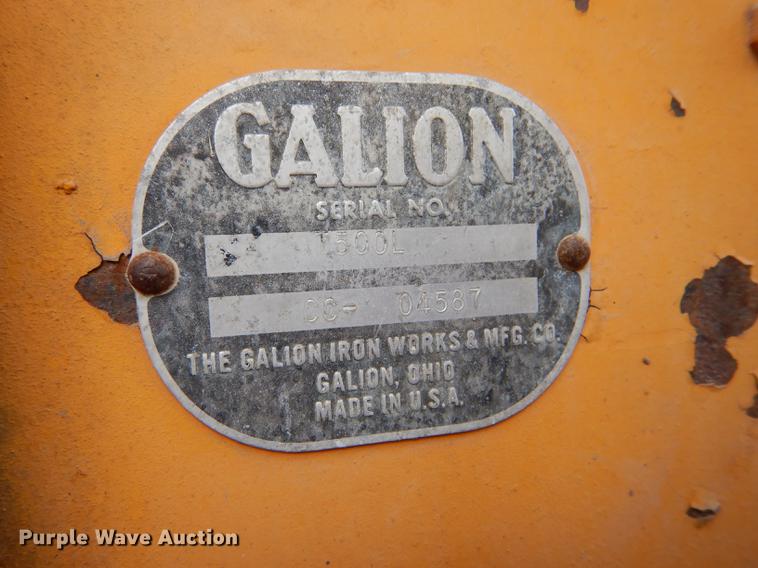 GALION
SERIAL NO.
T500L
CC- 04587
THE GALION IRON WORKS & MFG. CO.
GALION, OHIO
MADE IN U.S.A.
Purple Wave Auction